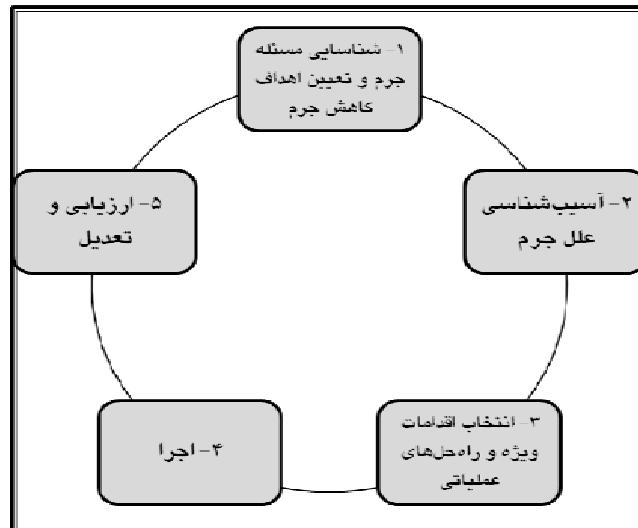 ۱- شناسایی مسئله
جرم و تعیین اهداف
کاهش جرم
۲- آسیب‌شناسی
علل جرم
۳- انتخاب اقدامات
ویژه و راه‌حل‌های
عملیاتی
۴- اجرا
۵- ارزیابی و
تعدیل